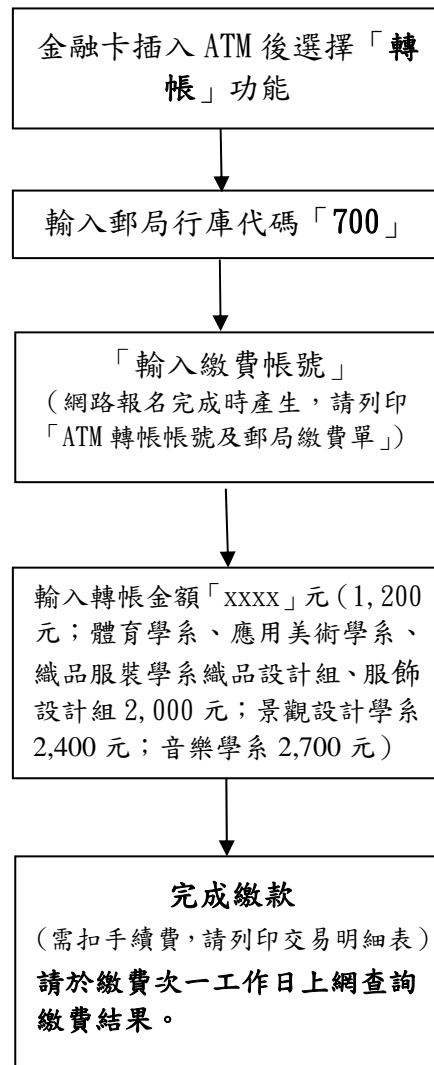 金融卡插入 ATM 後選擇「轉
帳」功能
輸入郵局行庫代碼「700」
「輸入繳費帳號」
（網路報名完成時產生，請列印
「ATM 轉帳帳號及郵局繳費單」）
輸入轉帳金額「xxxx」元（1,200
元；體育學系、應用美術學系、
織品服裝學系織品設計組、服飾
設計組 2,000 元；景觀設計學系
2,400 元；音樂學系 2,700 元）
完成繳款
（需扣手續費，請列印交易明細表）
請於繳費次一工作日上網查詢
繳費結果。